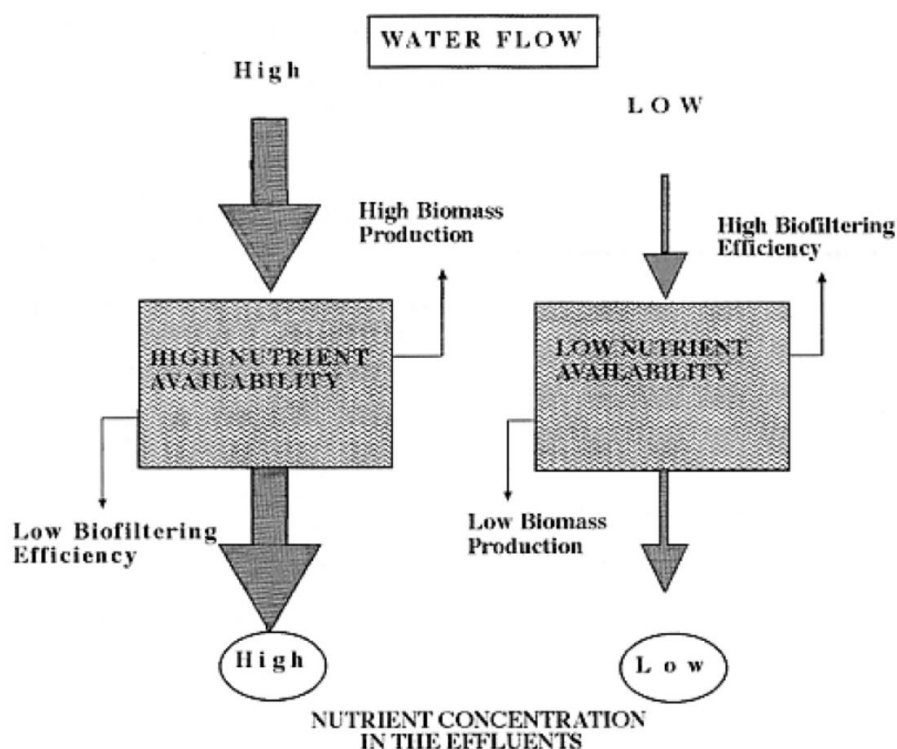 WATER FLOW
High
LOW
High Biomass
Production
High Biofiltering
Efficiency
HIGH NUTRIENT
AVAILABILITY
LOW NUTRIENT
AVAILABILITY
Low Biofiltering
Efficiency
Low Biomass
Production
High
Low
NUTRIENT CONCENTRATION
IN THE EFFLUENTS